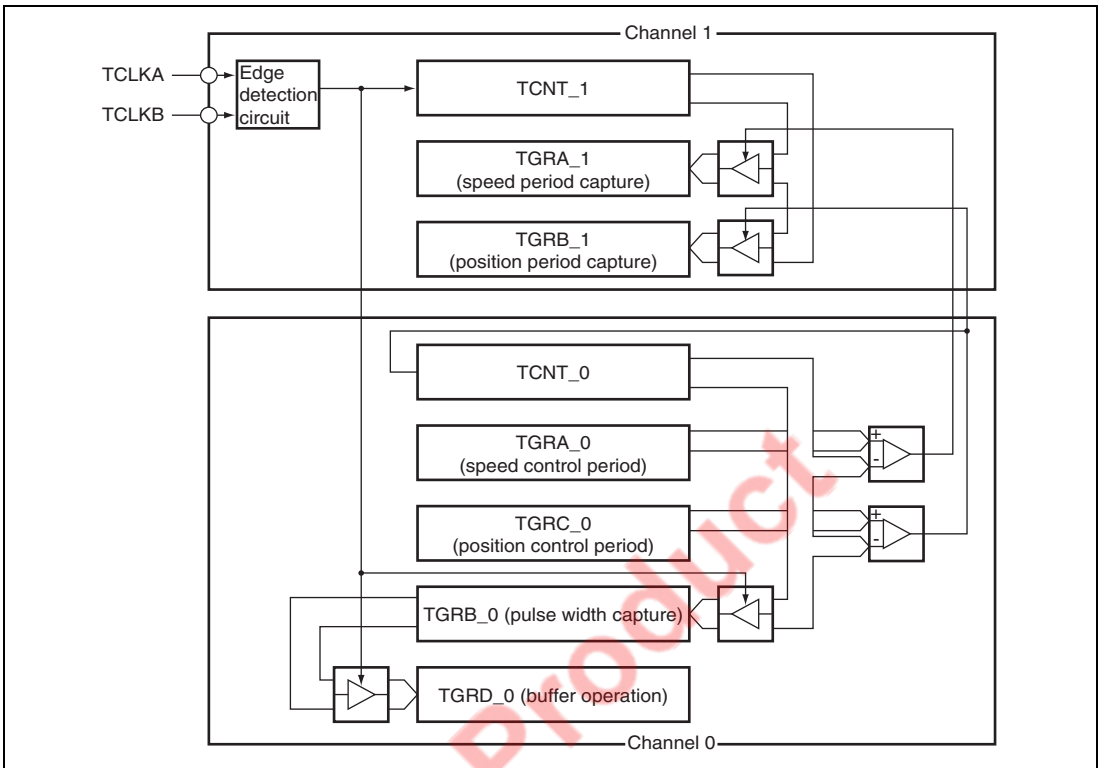 Channel 1
TCLKA
TCLKB
Edge
detection
circuit
TCNT_1
TGRA_1
(speed period capture)
TGRB_1
(position period capture)
TCNT_0
TGRA_0
(speed control period)
+
-
TGRC_0
(position control period)
+
-
TGRB_0 (pulse width capture)
TGRD_0 (buffer operation)
Channel 0
Product